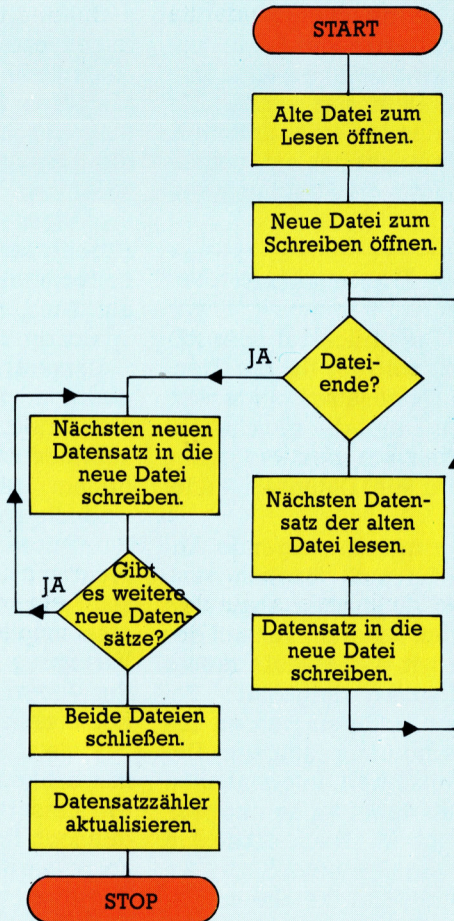 START
Alte Datei zum
Lesen öffnen.
Neue Datei zum
Schreiben öffnen.
JA
Datei-
ende?
Nächsten Daten-
satz der alten
Datei lesen.
Datensatz in die
neue Datei
schreiben.
Nächsten neuen
Datensatz in die
neue Datei
schreiben.
JA
Gibt
es weitere
neue Daten-
sätze?
Beide Dateien
schließen.
Datensatzzähler
aktualisieren.
STOP